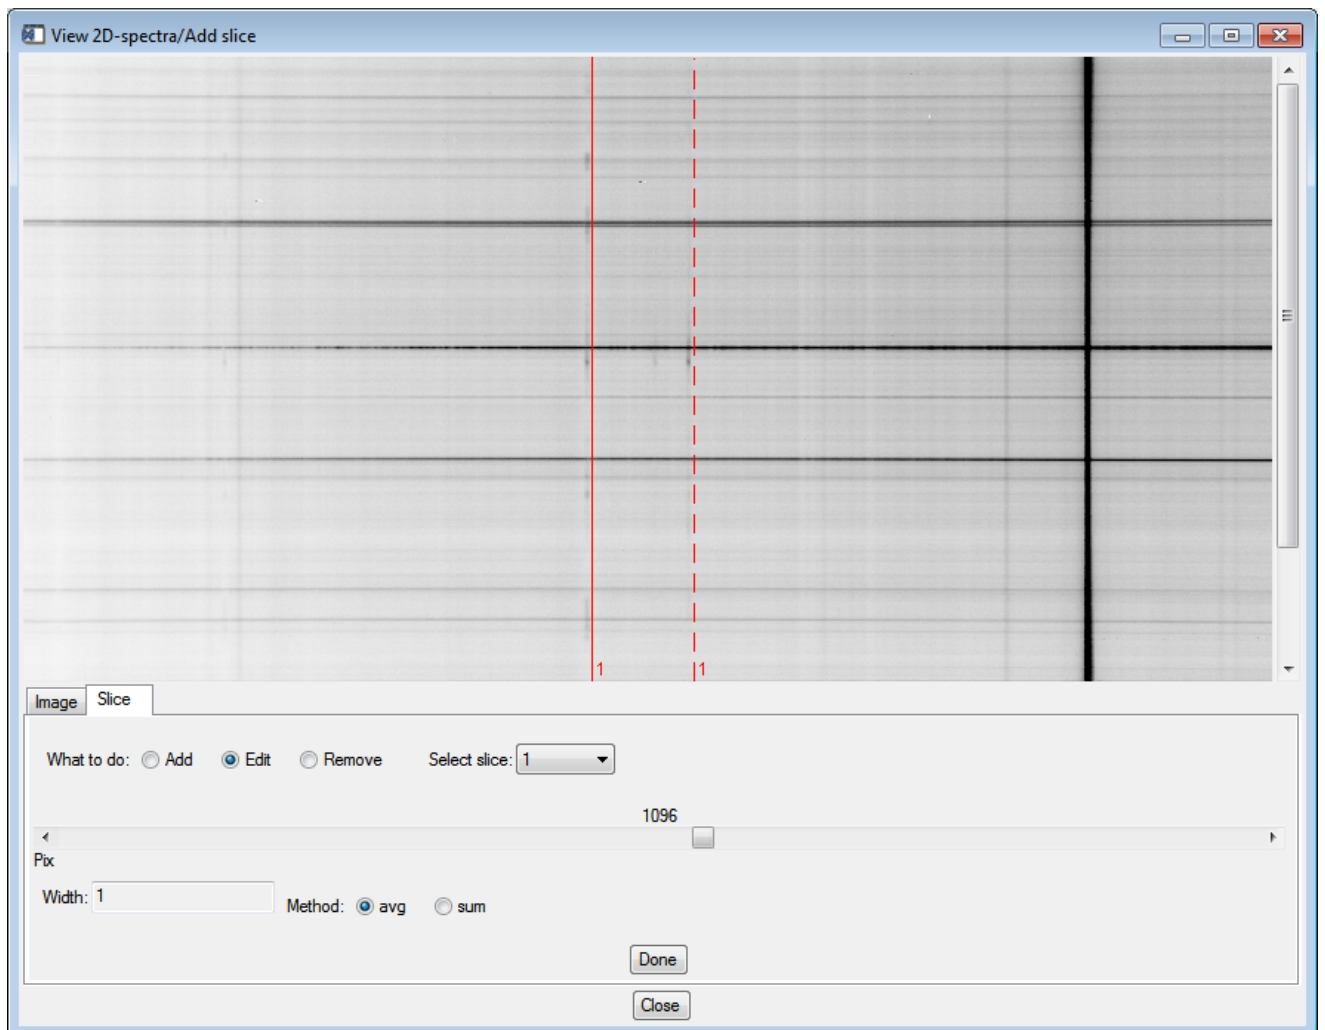 View 2D-spectra/Add slice
1 1
Image Slice
What to do: Add Edit Remove Select slice: 1
1096
Pix
Width: 1 Method: avg sum
Done
Close